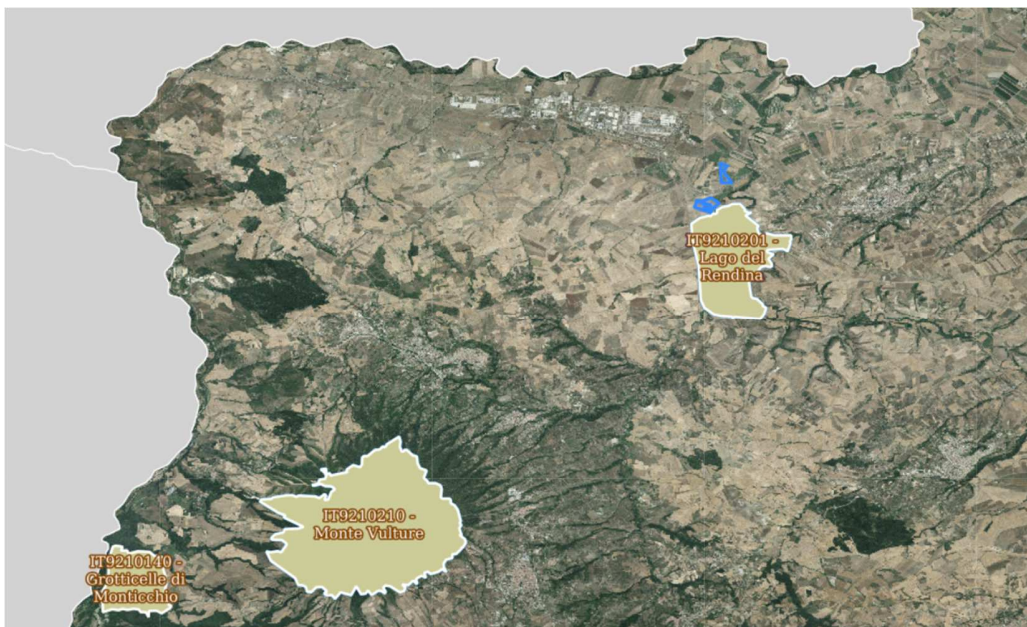 IT9210201 -
Lago del
Rendina
IT9210210 -
Monte Vulture
IT9210140 -
Grotticelle di
Monticchio